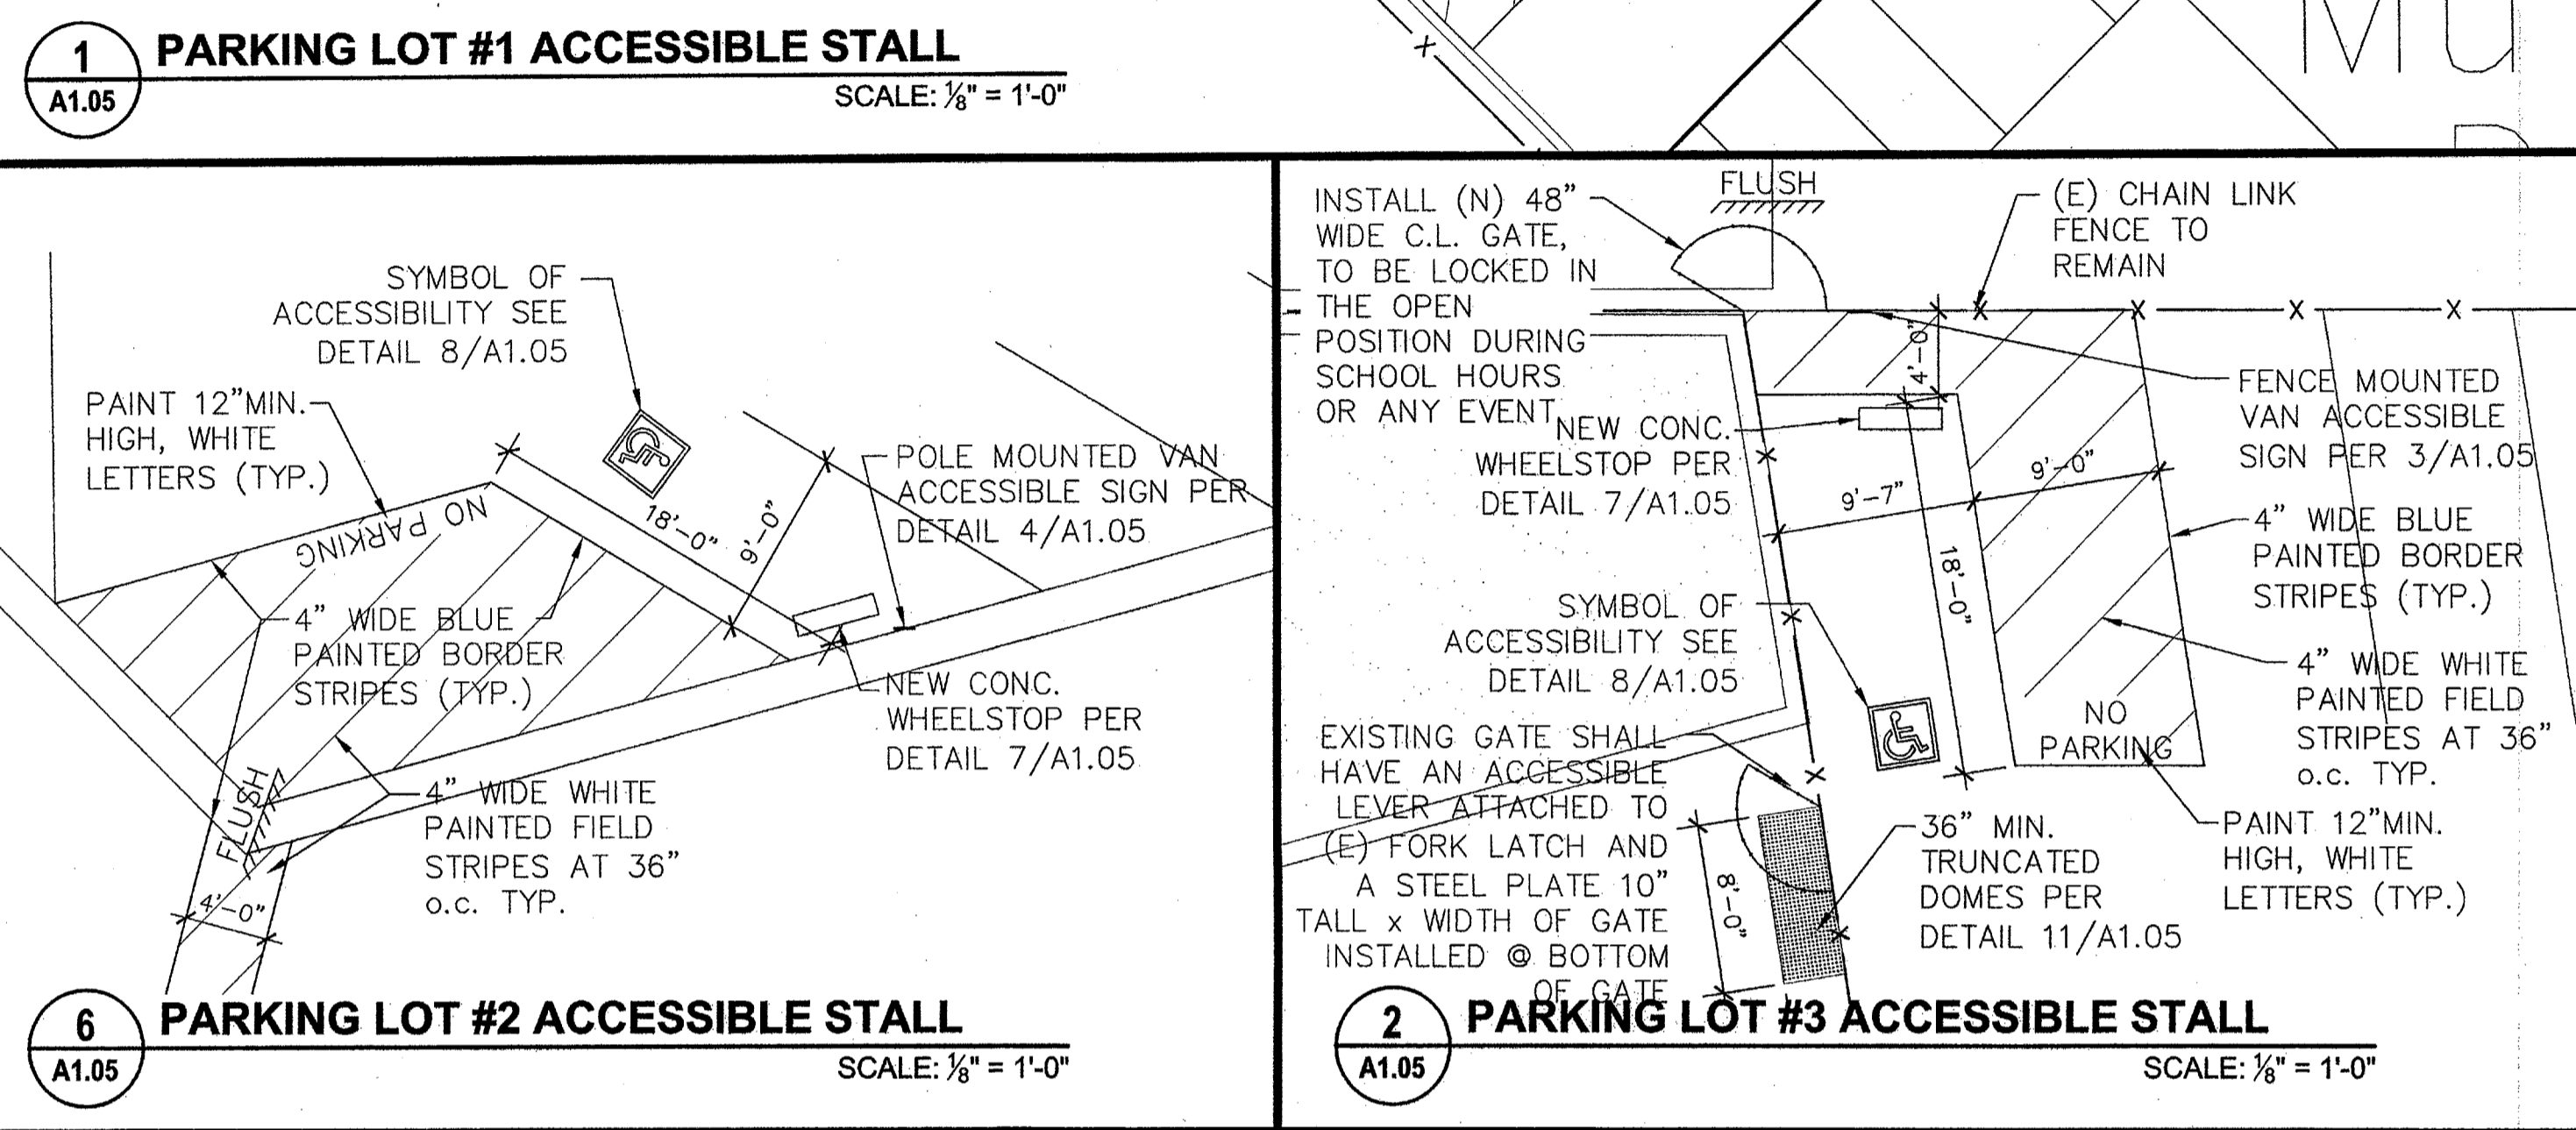 1
A1.05
PARKING LOT #1 ACCESSIBLE STALL
SCALE: ⅛" = 1'-0"
MU
SYMBOL OF
ACCESSIBILITY SEE
DETAIL 8/A1.05
PAINT 12"MIN.
HIGH, WHITE
LETTERS (TYP.)
NO PARKING
18'-0"
9'-0"
POLE MOUNTED VAN
ACCESSIBLE SIGN PER
DETAIL 4/A1.05
4" WIDE BLUE
PAINTED BORDER
STRIPES (TYP.)
NEW CONC.
WHEELSTOP PER
DETAIL 7/A1.05
FLUSH
4" WIDE WHITE
PAINTED FIELD
STRIPES AT 36"
o.c. TYP.
4'-0"
6
A1.05
PARKING LOT #2 ACCESSIBLE STALL
SCALE: ⅛" = 1'-0"
INSTALL (N) 48"
WIDE C.L. GATE,
TO BE LOCKED IN
THE OPEN
POSITION DURING
SCHOOL HOURS
OR ANY EVENT
FLUSH
(E) CHAIN LINK
FENCE TO
REMAIN
4'-0"
FENCE MOUNTED
VAN ACCESSIBLE
SIGN PER 3/A1.05
NEW CONC.
WHEELSTOP PER
DETAIL 7/A1.05
9'-7"
9'-0"
18'-0"
4" WIDE BLUE
PAINTED BORDER
STRIPES (TYP.)
SYMBOL OF
ACCESSIBILITY SEE
DETAIL 8/A1.05
4" WIDE WHITE
PAINTED FIELD
STRIPES AT 36"
o.c. TYP.
NO
PARKING
EXISTING GATE SHALL
HAVE AN ACCESSIBLE
LEVER ATTACHED TO
(E) FORK LATCH AND
A STEEL PLATE 10"
TALL x WIDTH OF GATE
INSTALLED @ BOTTOM
OF GATE
8'-0"
36" MIN.
TRUNCATED
DOMES PER
DETAIL 11/A1.05
PAINT 12"MIN.
HIGH, WHITE
LETTERS (TYP.)
2
A1.05
PARKING LOT #3 ACCESSIBLE STALL
SCALE: ⅛" = 1'-0"